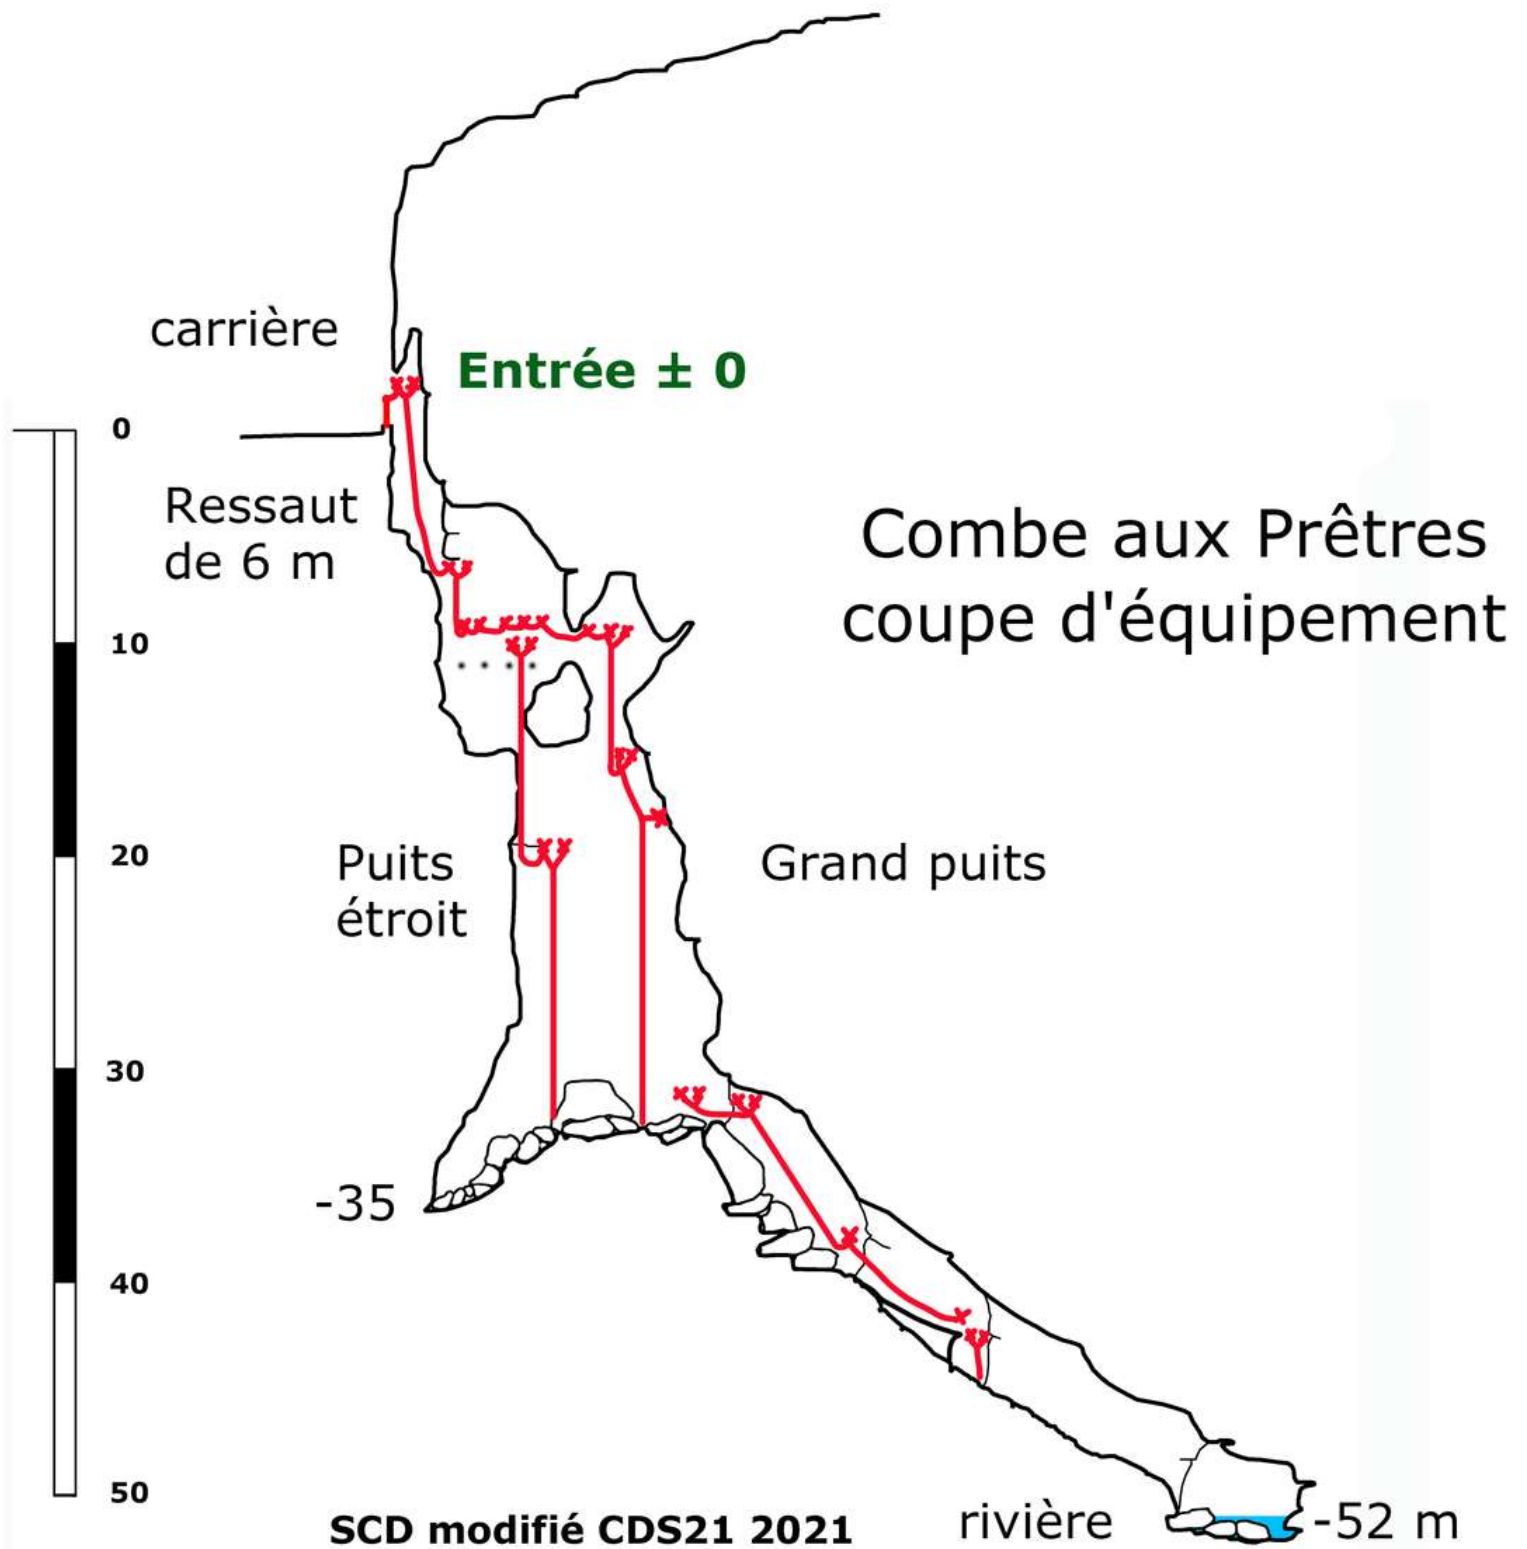 carrière
Entrée ± 0
0
Ressaut
de 6 m
Combe aux Prêtres
coupe d'équipement
10
20
Puits
étroit
Grand puits
30
-35
40
50
SCD modifié CDS21 2021
rivière
-52 m